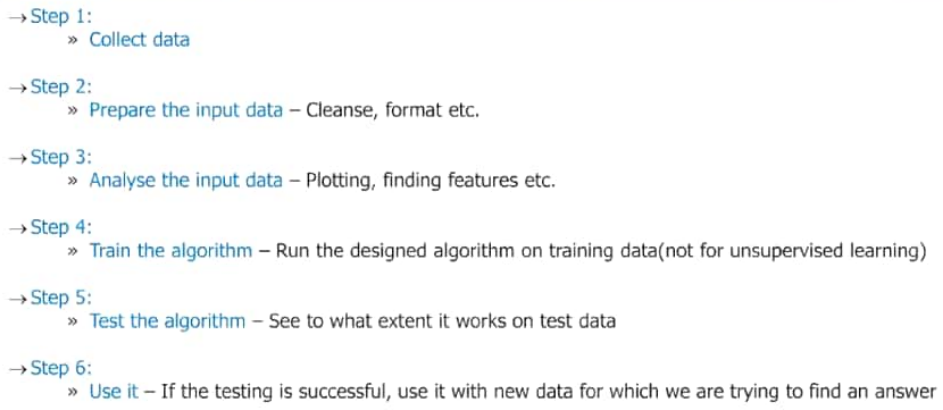 →Step 1:
» Collect data
→Step 2:
» Prepare the input data – Cleanse, format etc.
→Step 3:
» Analyse the input data – Plotting, finding features etc.
→Step 4:
» Train the algorithm – Run the designed algorithm on training data(not for unsupervised learning)
→Step 5:
» Test the algorithm – See to what extent it works on test data
→Step 6:
» Use it – If the testing is successful, use it with new data for which we are trying to find an answer